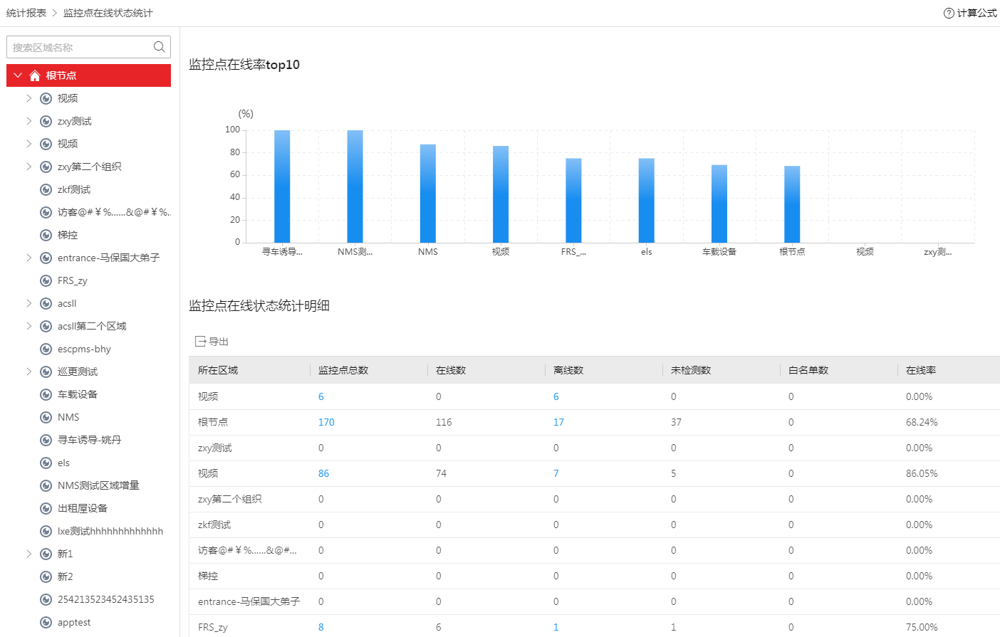 统计报表 > 监控点在线状态统计
计算公式
搜索区域名称
根节点
视频
zxy测试
视频
zxy第二个组织
zkf测试
访客@#￥%......&@#￥%..
梯控
entrance-马保国大弟子
FRS_zy
acsll
acsll第二个区域
escpms-bhy
巡更测试
车载设备
NMS
寻车诱导-姚丹
els
NMS测试区域增量
出租屋设备
lxe测试hhhhhhhhhhhhh
新1
新2
254213523452435135
apptest
监控点在线率top10
(%)
100
80
60
40
20
0
寻车诱导... NMS测... NMS 视频 FRS_... els 车载设备 根节点 视频 zxy测...
监控点在线状态统计明细
导出
所在区域 监控点总数 在线数 离线数 未检测数 白名单数 在线率
视频 6 0 6 0 0 0.00%
根节点 170 116 17 37 0 68.24%
zxy测试 0 0 0 0 0 0.00%
视频 86 74 7 5 0 86.05%
zxy第二个组织 0 0 0 0 0 0.00%
zkf测试 0 0 0 0 0 0.00%
访客@#￥%......&@#... 0 0 0 0 0 0.00%
梯控 0 0 0 0 0 0.00%
entrance-马保国大弟子 0 0 0 0 0 0.00%
FRS_zy 8 6 1 1 0 75.00%